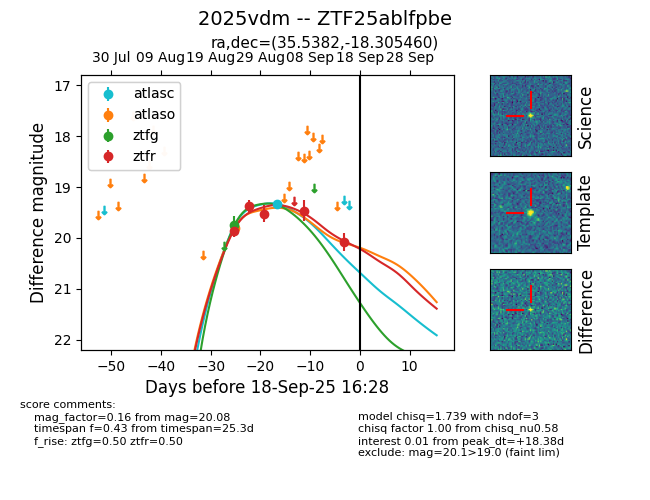 2025vdm -- ZTF25ablfpbe
ra,dec=(35.5382,-18.305460)
30 Jul 09 Aug 19 Aug 29 Aug 08 Sep 18 Sep 28 Sep
17
18
19
20
21
22
Difference magnitude
atlasc
atlaso
ztfg
ztfr
−50 −40 −30 −20 −10 0 10
Days before 18-Sep-25 16:28
Science
Template
Difference
score comments:
mag_factor=0.16 from mag=20.08
timespan f=0.43 from timespan=25.3d
f_rise: ztfg=0.50 ztfr=0.50
model chisq=1.739 with ndof=3
chisq factor 1.00 from chisq_nu0.58
interest 0.01 from peak_dt=+18.38d
exclude: mag=20.1>19.0 (faint lim)